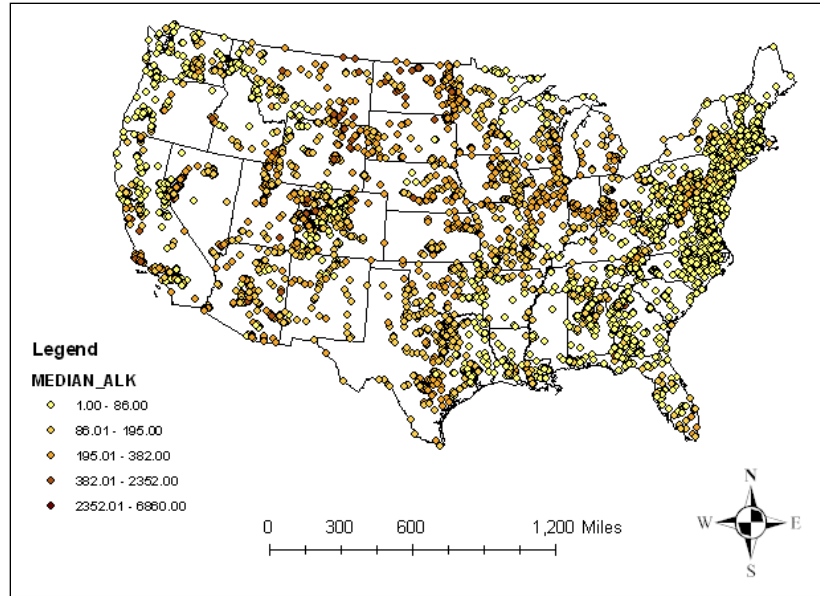 Legend
MEDIAN_ALK
1.00 - 86.00
86.01 - 195.00
195.01 - 382.00
382.01 - 2352.00
2352.01 - 6860.00
0 300 600 1,200 Miles
N
W E
S